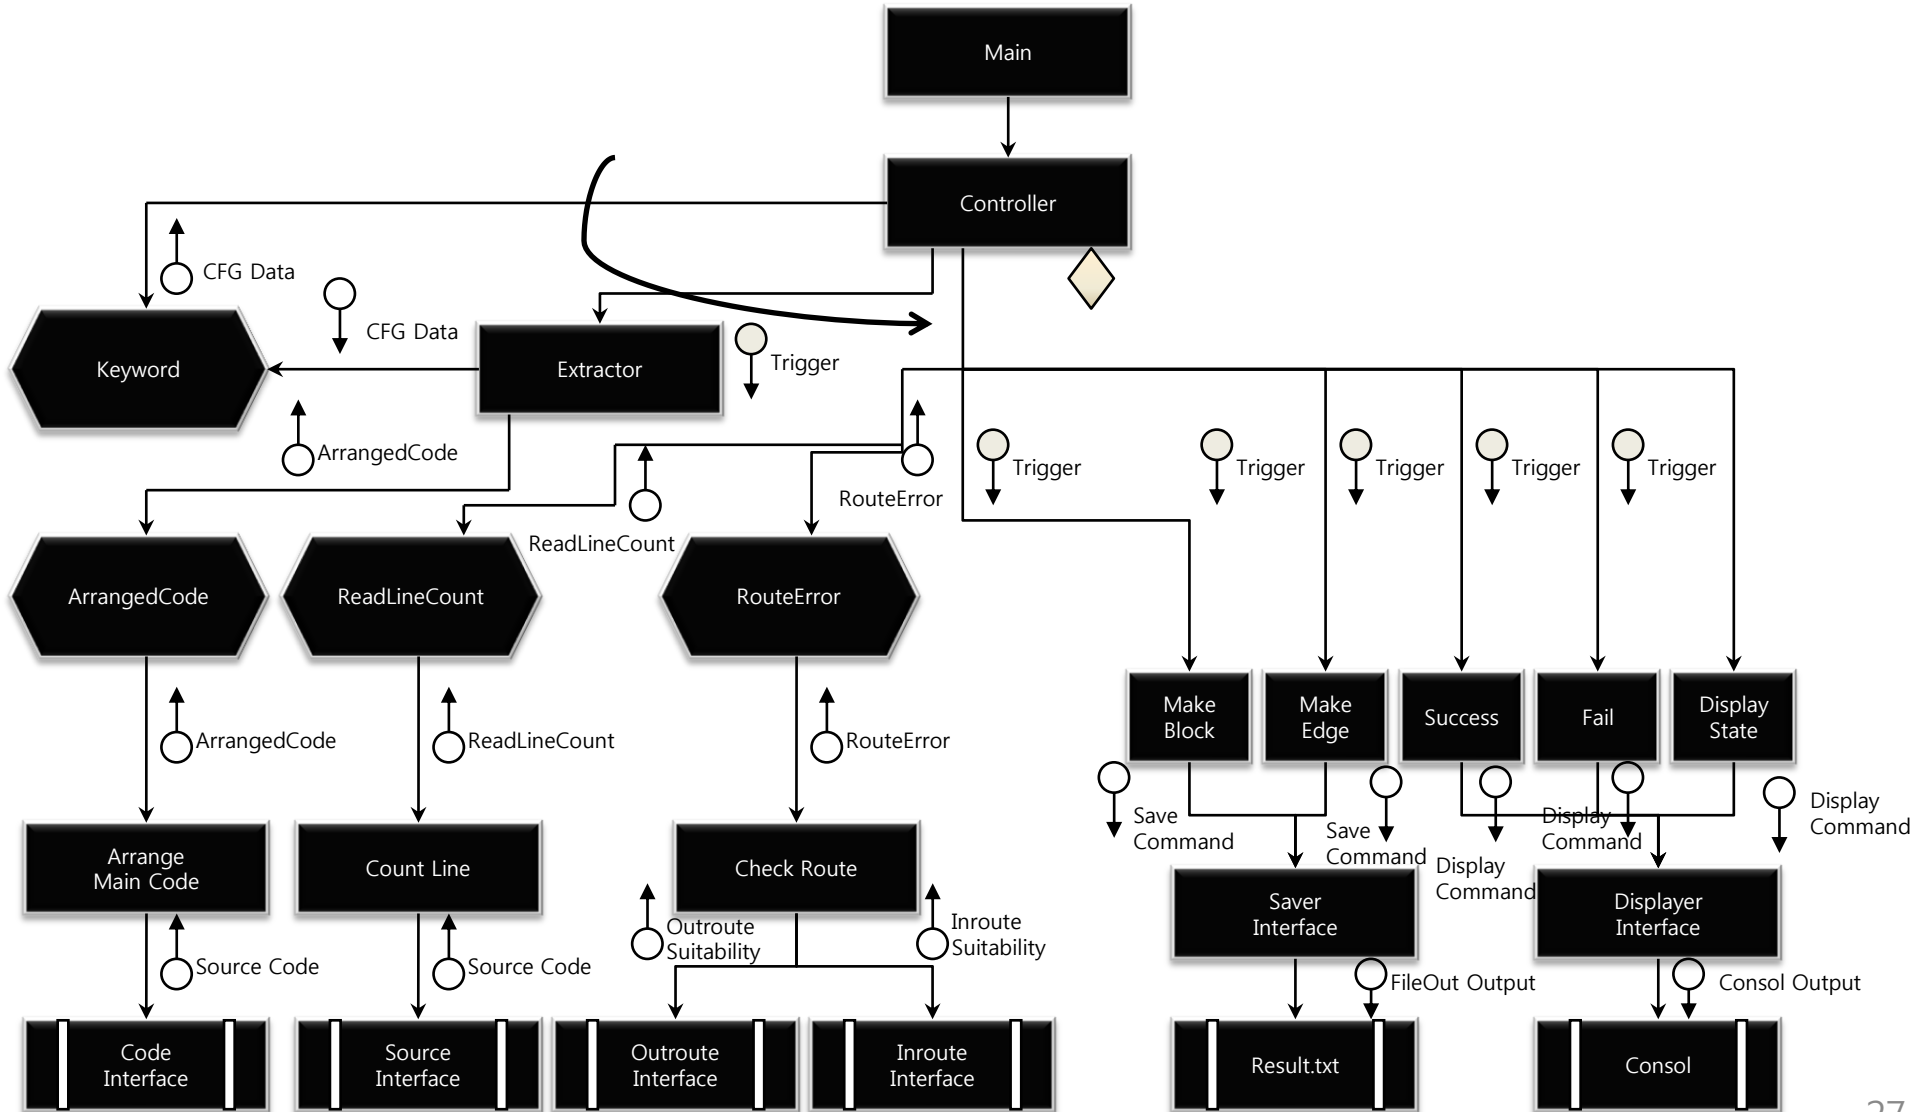 Main
Controller
CFG Data
CFG Data
Keyword
Extractor
Trigger
ArrangedCode
RouteError
Trigger
Trigger
Trigger
Trigger
Trigger
ReadLineCount
ArrangedCode
ReadLineCount
RouteError
Make
Block
Make
Edge
Success
Fail
Display
State
ArrangedCode
ReadLineCount
RouteError
Save
Command
Save
Command
Display
Command
Display
Command
Display
Command
Arrange
Main Code
Count Line
Check Route
Saver
Interface
Displayer
Interface
Source Code
Source Code
Outroute
Suitability
Inroute
Suitability
FileOut Output
Consol Output
Code
Interface
Source
Interface
Outroute
Interface
Inroute
Interface
Result.txt
Consol